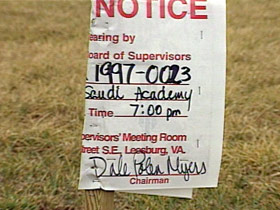 NOTICE
earing by
oard of Supervisors
1997-0023
Saudi Academy
Time 7:00 pm
pervisors' Meeting Room
treet S.E., Leesburg, VA.
Dale Polen Myers
Chairman